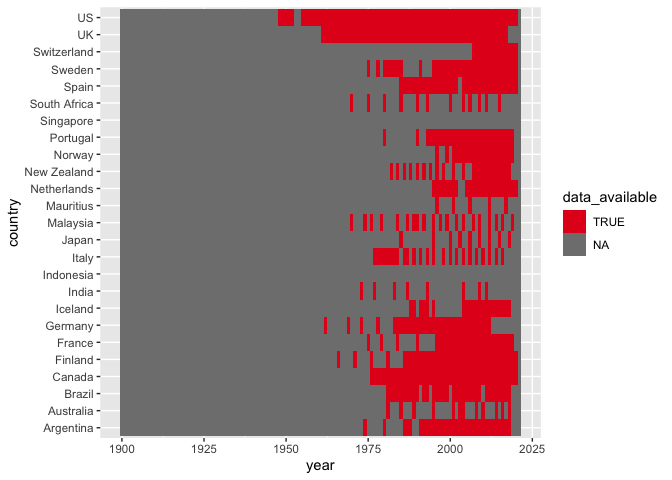 country
US
UK
Switzerland
Sweden
Spain
South Africa
Singapore
Portugal
Norway
New Zealand
Netherlands
Mauritius
Malaysia
Japan
Italy
Indonesia
India
Iceland
Germany
France
Finland
Canada
Brazil
Australia
Argentina
1900 1925 1950 1975 2000 2025
year
data_available
TRUE
NA